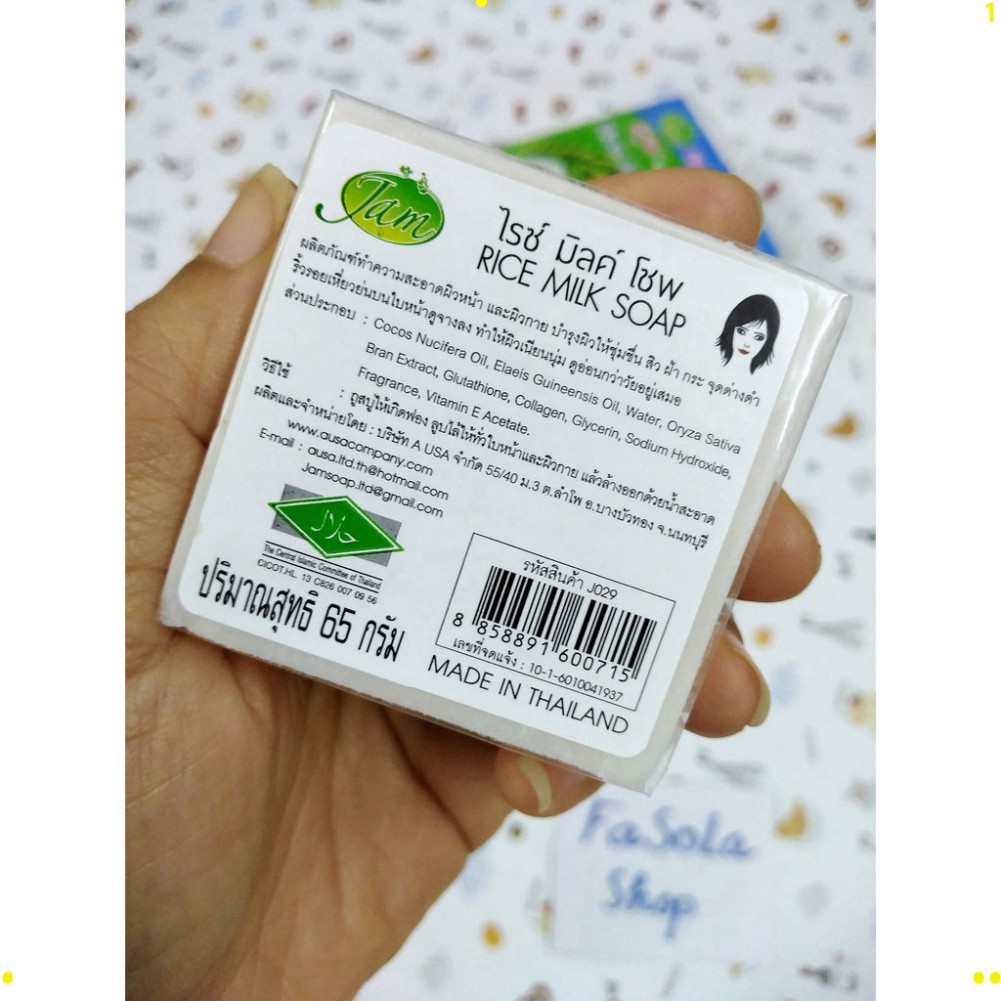 1
Jam
ไรซ์ มิลค์ โซพ
RICE MILK SOAP
ผลิตภัณฑ์ทำความสะอาดผิวหน้า และผิวกาย บำรุงผิวให้ชุ่มชื่น สิว ฝ้า กระ จุดด่างดำ
ริ้วรอยเหี่ยวย่นบนใบหน้าดูจางลง ทำให้ผิวเนียนนุ่ม ดูอ่อนกว่าวัยอยู่เสมอ
ส่วนประกอบ : Cocos Nucifera Oil, Elaeis Guineensis Oil, Water, Oryza Sativa
Bran Extract, Glutathione, Collagen, Glycerin, Sodium Hydroxide,
Fragrance, Vitamin E Acetate.
วิธีใช้ : ถูสบู่ให้เกิดฟอง ลูบไล้ให้ทั่วใบหน้าและผิวกาย แล้วล้างออกด้วยน้ำสะอาด
ผลิตและจำหน่ายโดย : บริษัท A USA จำกัด 55/40 ม.3 ต.ลำโพ อ.บางบัวทอง จ.นนทบุรี
www.ausacompany.com
E-mail : ausa.ltd.th@hotmail.com
Jamsoap.ltd@gmail.com
حلال
The Central Islamic Committee of Thailand
CICOT.HL. 13 C826 007 09 56
ปริมาณสุทธิ 65 กรัม
รหัสสินค้า J029
8 858891 600715
เลขที่จดแจ้ง : 10-1-6010041937
MADE IN THAILAND
FaSoLa
Shop